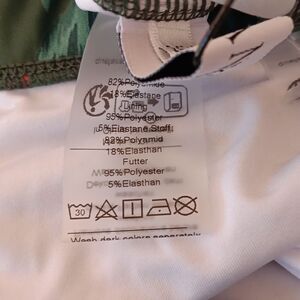 82%Polyamide
18%Elastane
Lining
95%Polyester
5%Elastane Stoff
82%Polyamid
18%Elasthan
Futter
95%Polyester
5%Elasthan
30
Wash dark colors separately